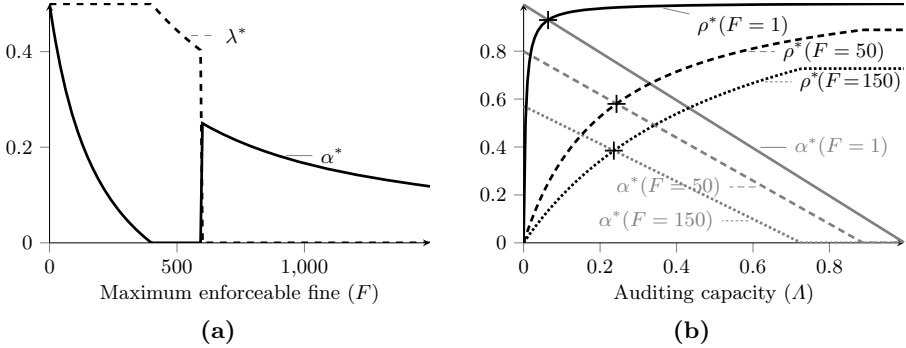 0.4
0.2
0
λ*
α*
0
500
1,000
Maximum enforceable fine (F)
(a)
1
0.8
0.6
0.4
0.2
0
ρ*(F = 1)
ρ*(F = 50)
ρ*(F = 150)
α*(F = 1)
α*(F = 50)
α*(F = 150)
0
0.2
0.4
0.6
0.8
Auditing capacity (Λ)
(b)